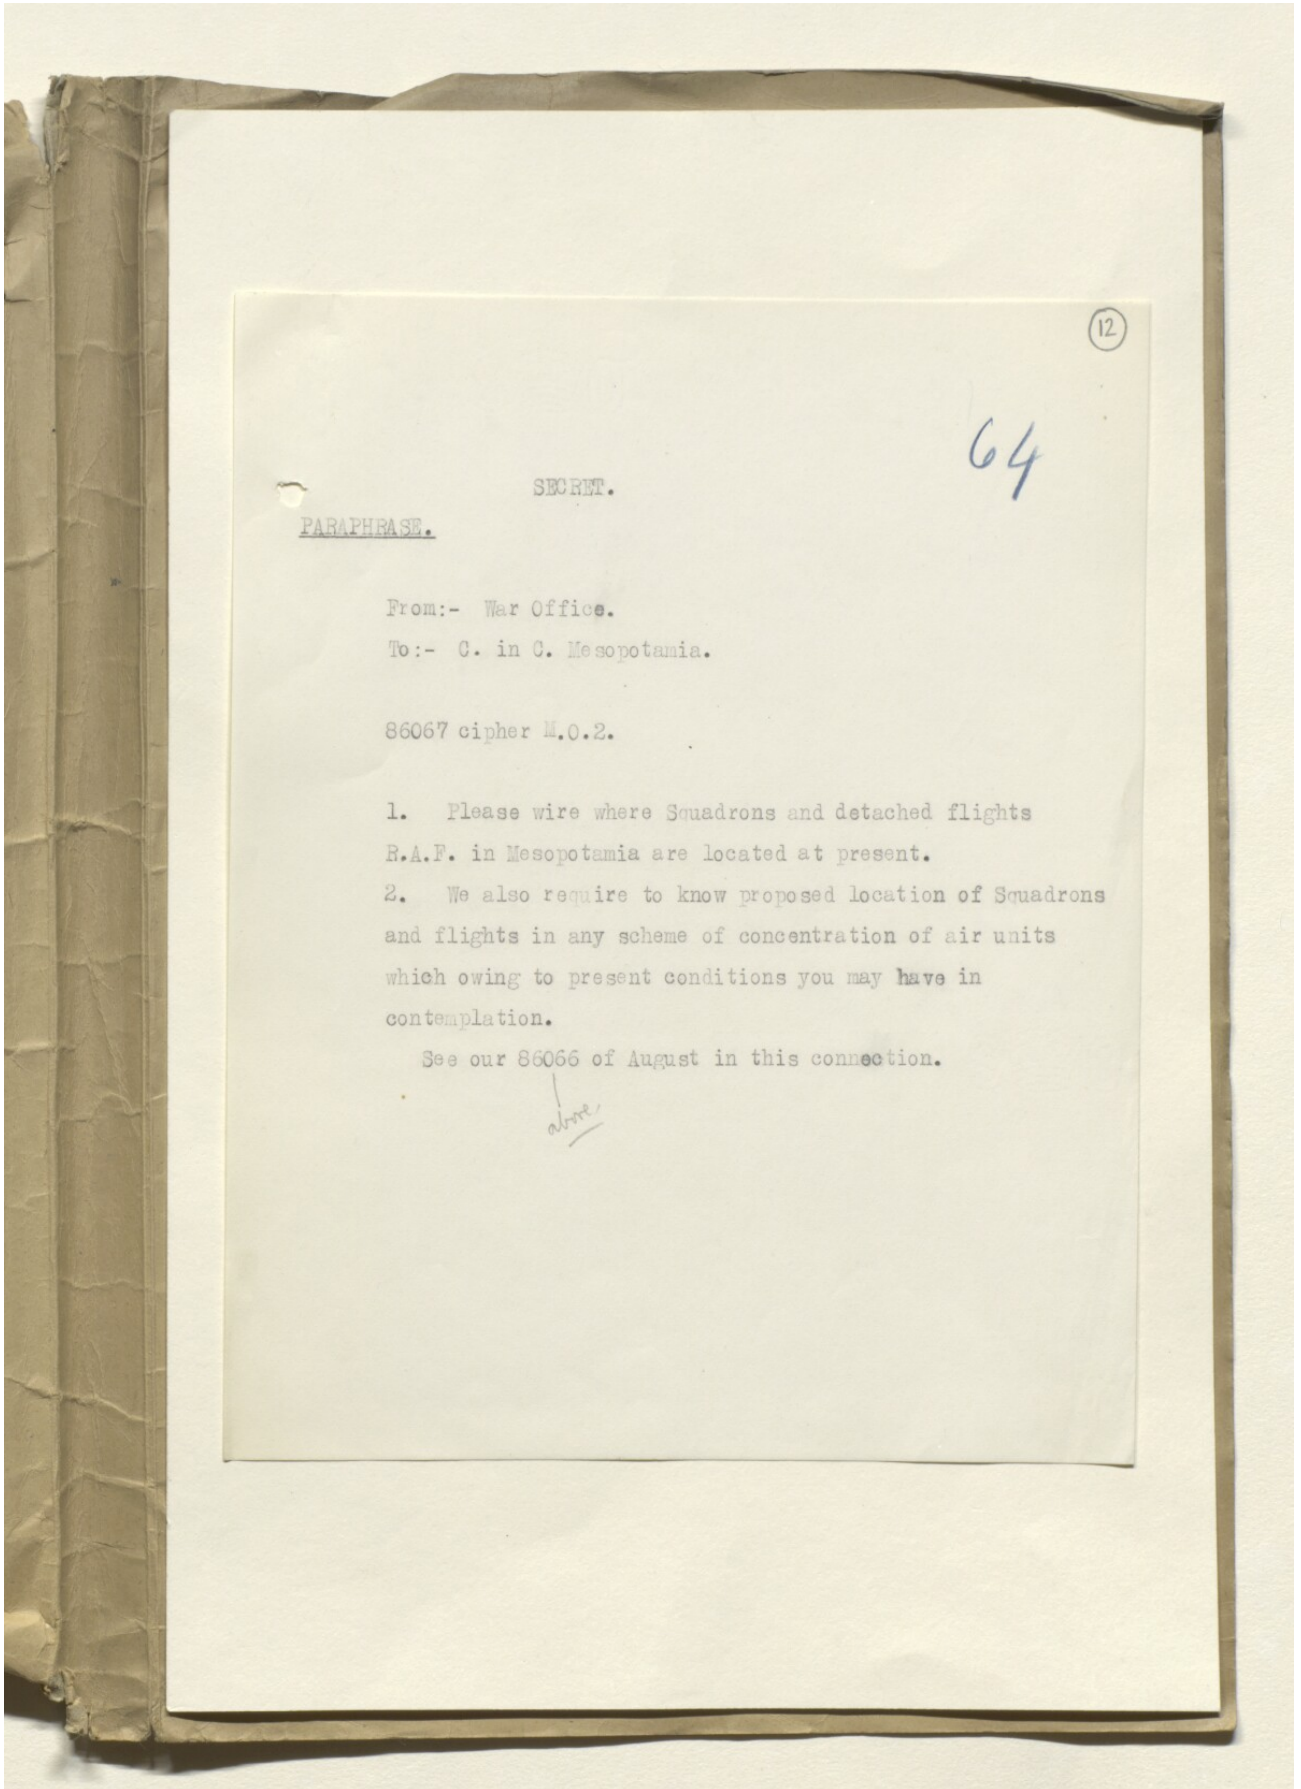 12
64
SECRET.
PARAPHRASE.
From:- War Office.
To:- C. in C. Mesopotamia.
86067 cipher M.O.2.
1. Please wire where Squadrons and detached flights
R.A.F. in Mesopotamia are located at present.
2. We also require to know proposed location of Squadrons
and flights in any scheme of concentration of air units
which owing to present conditions you may have in
contemplation.
See our 86066 of August in this connection.
above